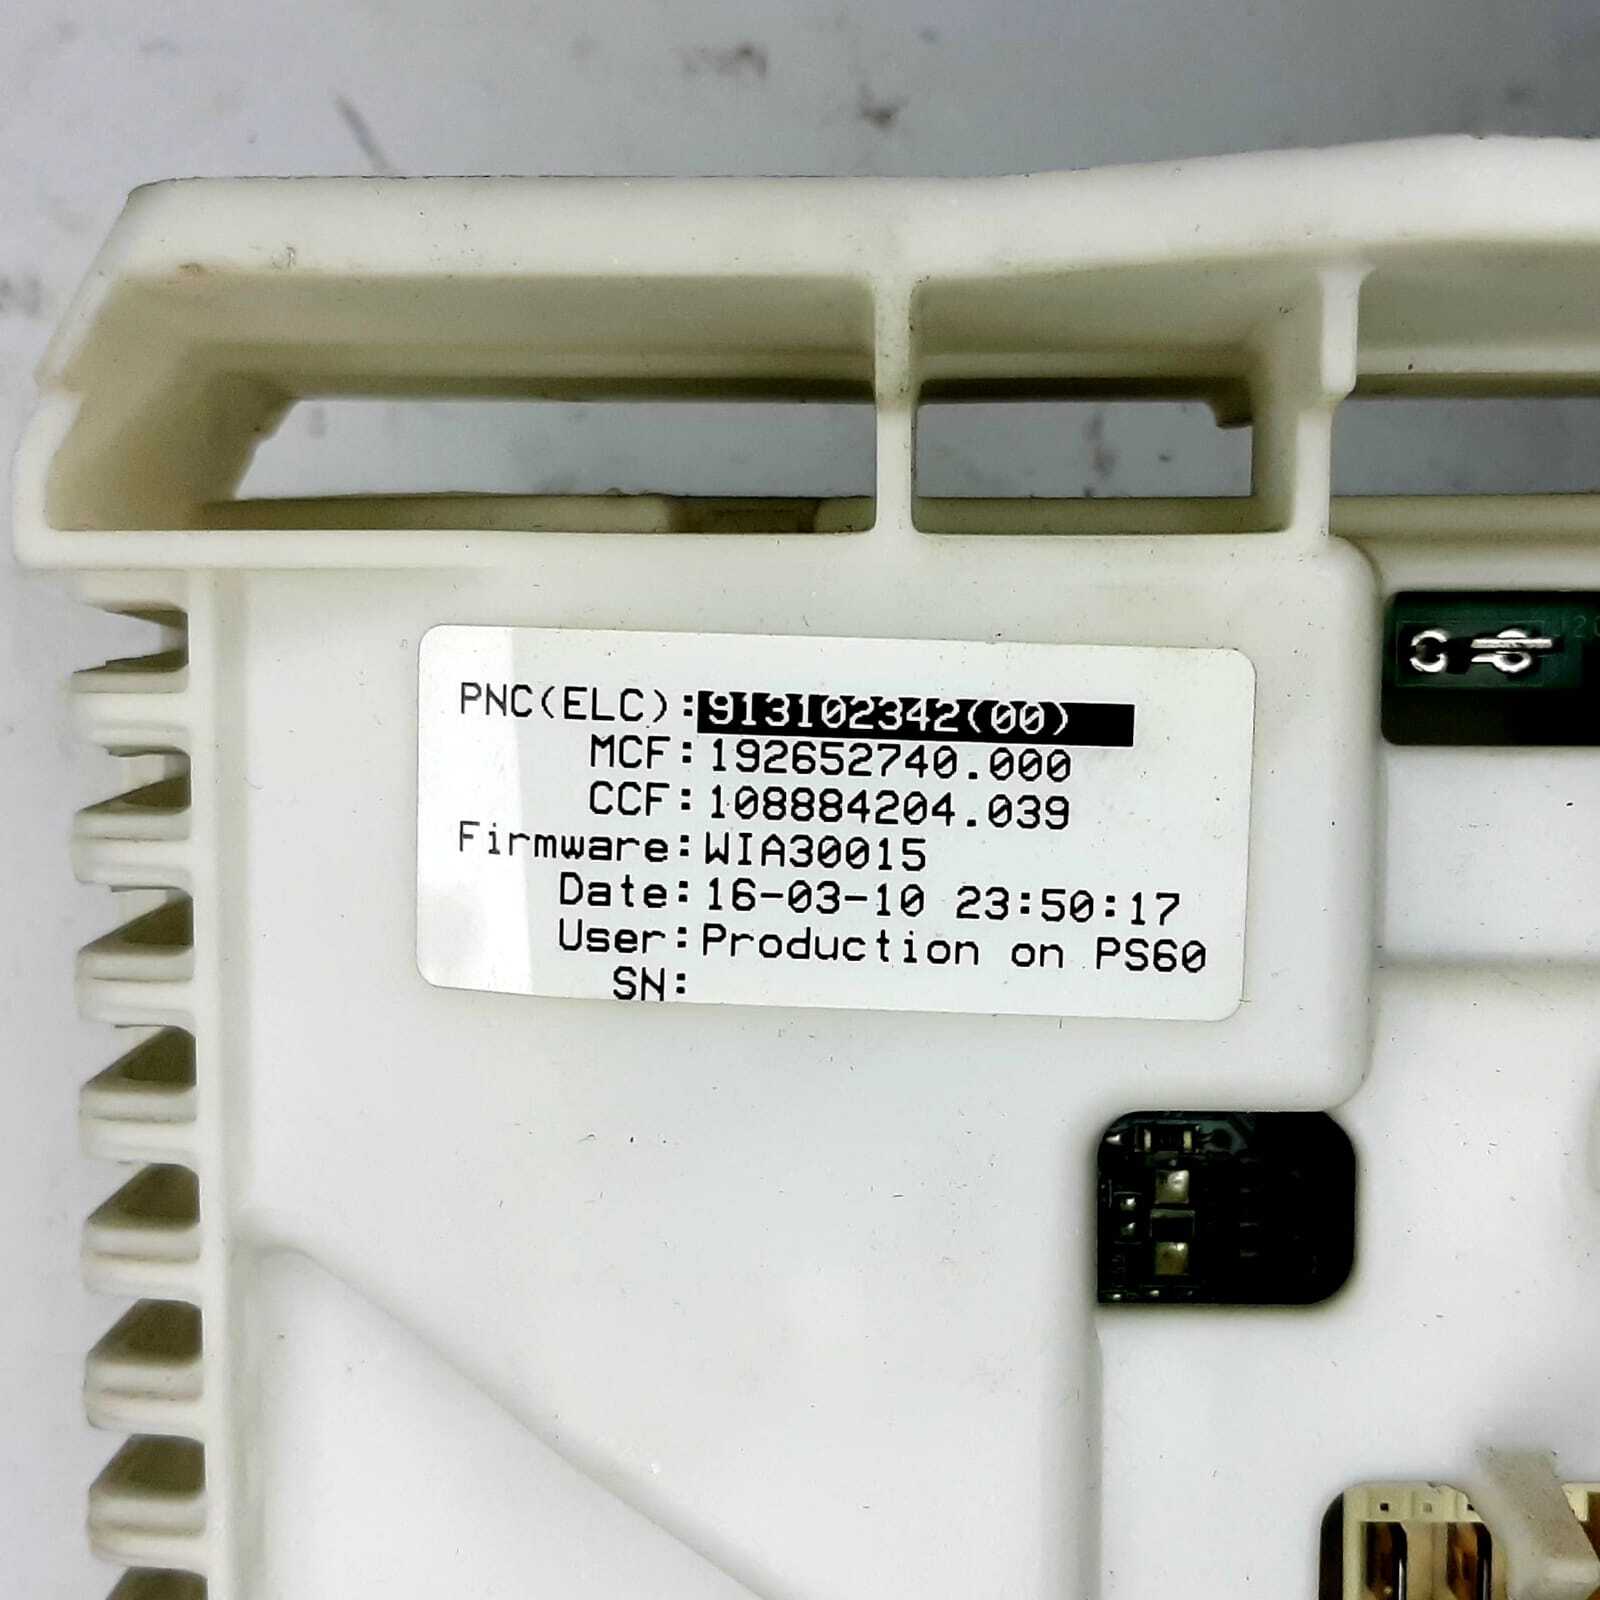 PNC(ELC):913102342(00)
MCF:192652740.000
CCF:108884204.039
Firmware:WIA30015
Date:16-03-10 23:50:17
User:Production on PS60
SN: